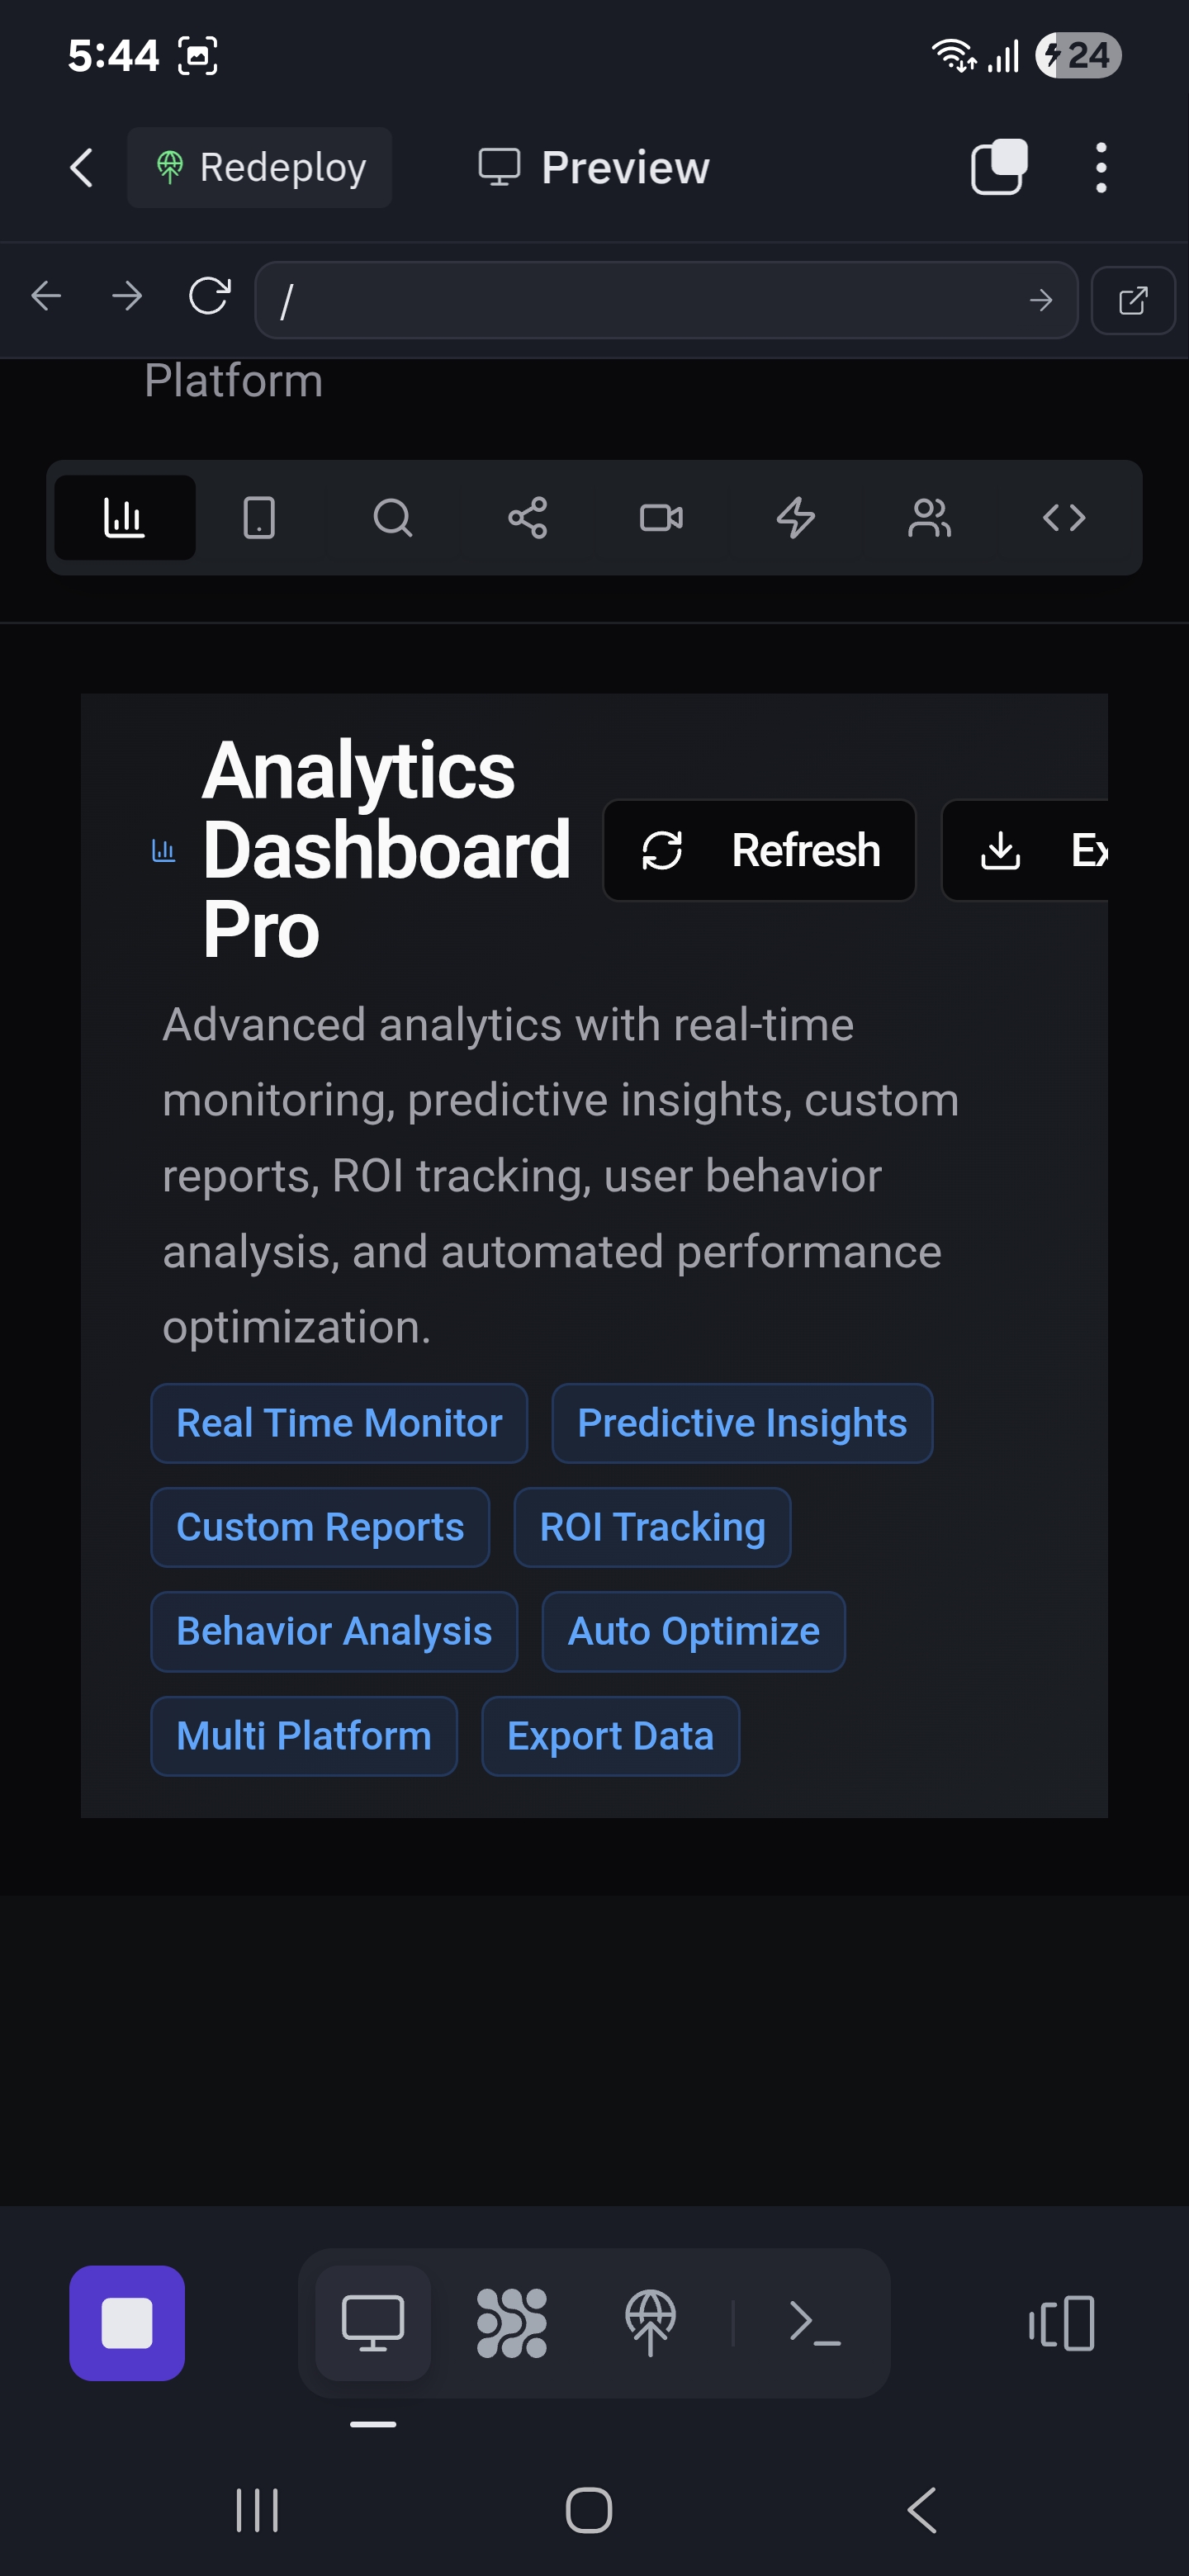 5:44
24
Redeploy
Preview
/
Platform
Analytics
Dashboard
Pro
Refresh
Ex
Advanced analytics with real-time
monitoring, predictive insights, custom
reports, ROI tracking, user behavior
analysis, and automated performance
optimization.
Real Time Monitor
Predictive Insights
Custom Reports
ROI Tracking
Behavior Analysis
Auto Optimize
Multi Platform
Export Data